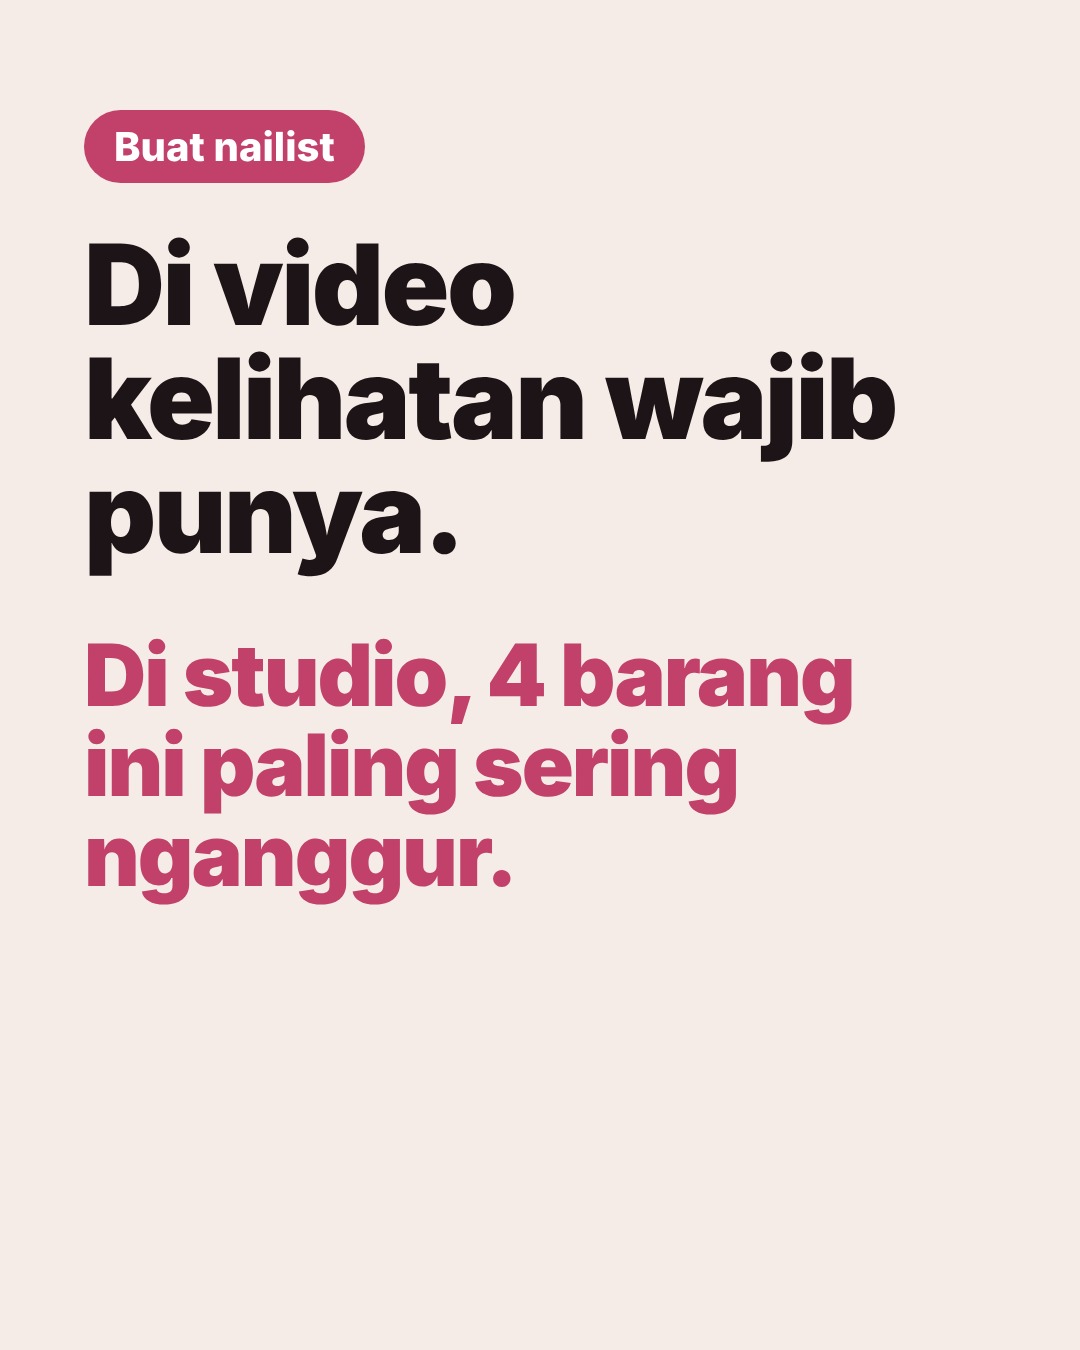 Buat nailist
Di video
kelihatan wajib
punya.
Di studio, 4 barang
ini paling sering
nganggur.